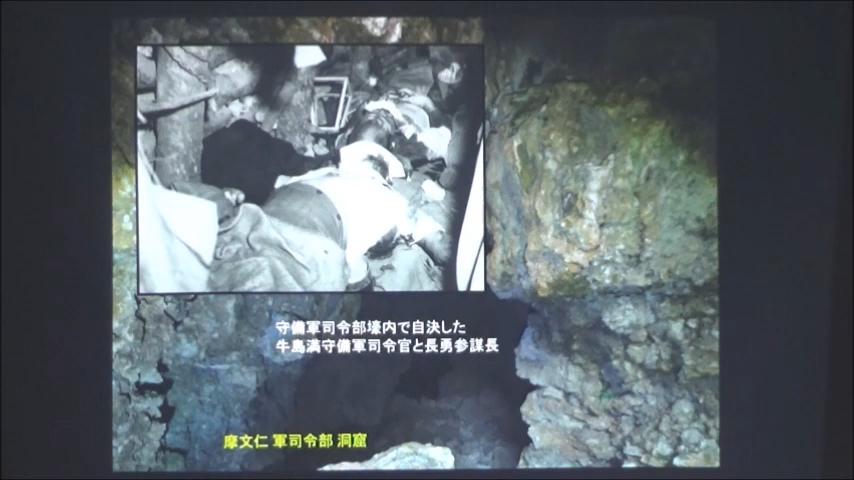 守備軍司令部壕内で自決した
牛島満守備軍司令官と長勇参謀長
摩文仁 軍司令部 洞窟